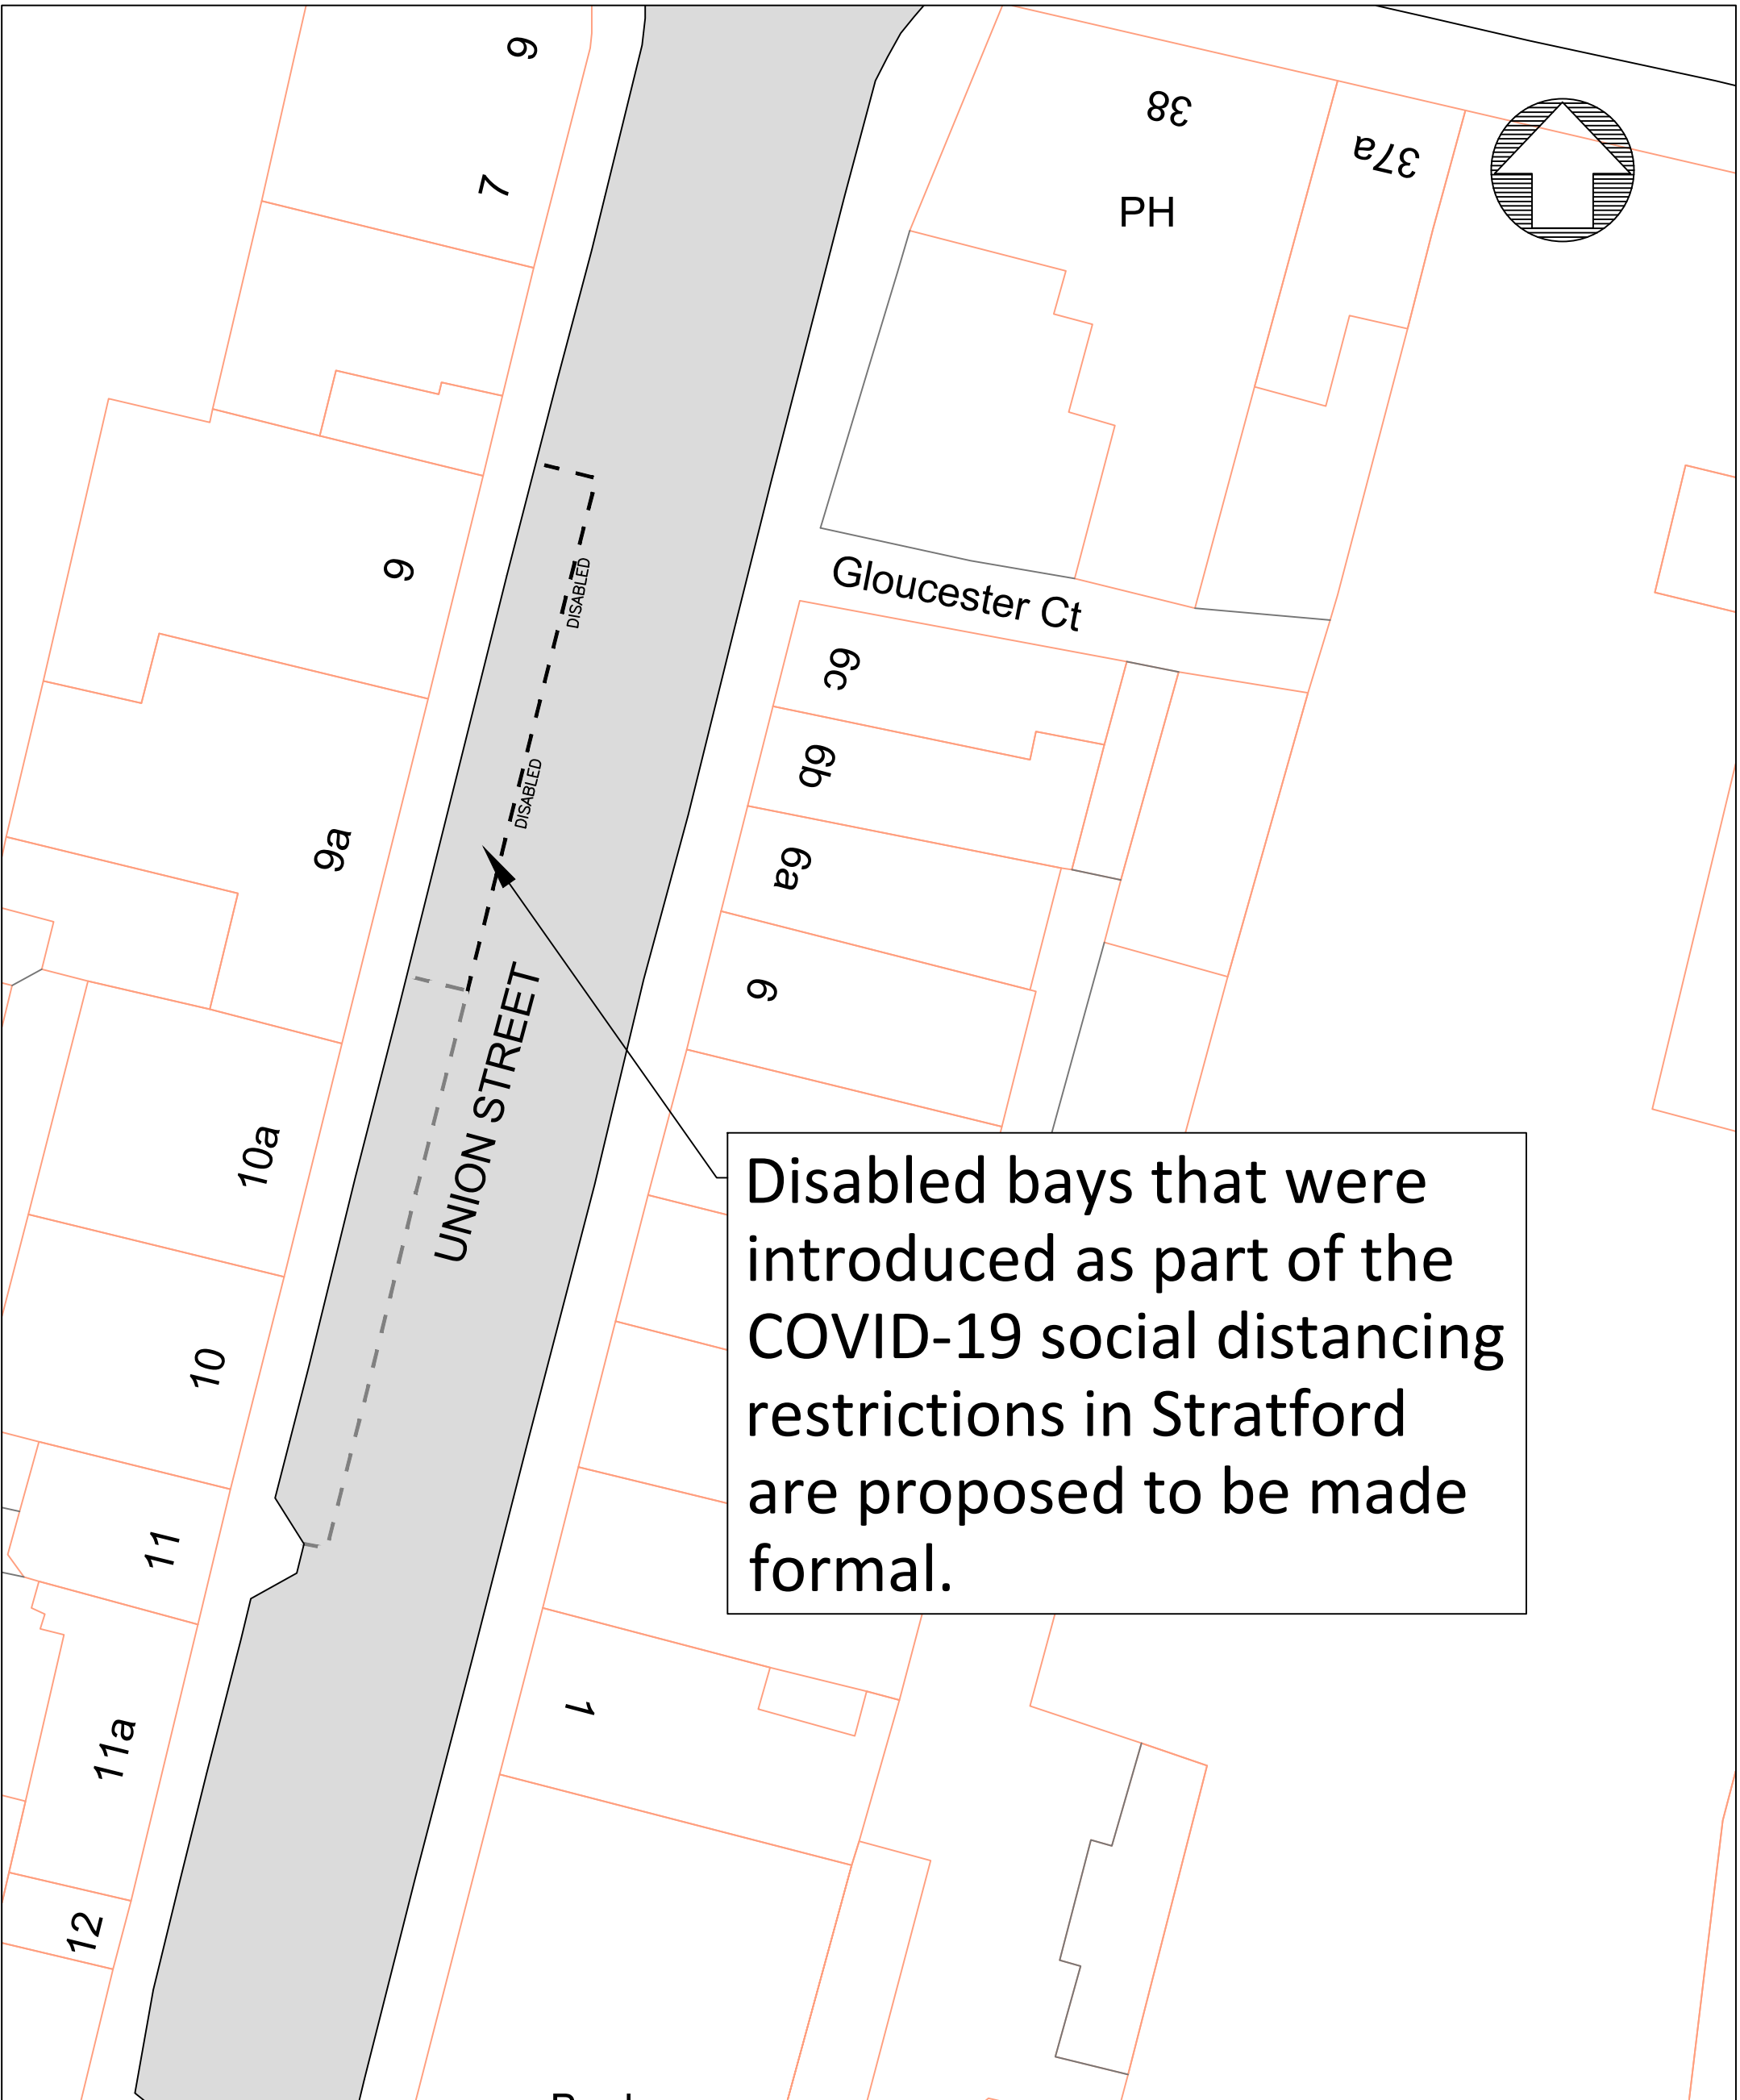 7
38
37a
PH
9
DISABLED
Gloucester Ct
6c
6b
DISABLED
9a
6a
6
UNION STREET
10a
10
11
Disabled bays that were
introduced as part of the
COVID-19 social distancing
restrictions in Stratford
are proposed to be made
formal.
1
11a
12